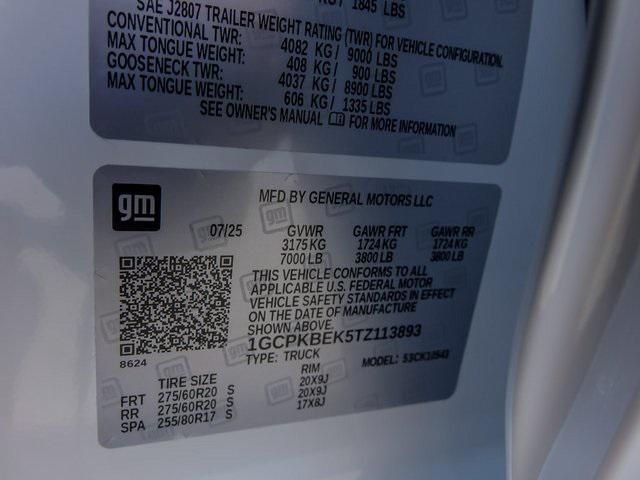 1845 LBS
SAE J2807 TRAILER WEIGHT RATING (TWR) FOR VEHICLE CONFIGURATION.
CONVENTIONAL TWR: 4082 KG / 9000 LBS
MAX TONGUE WEIGHT: 408 KG / 900 LBS
GOOSENECK TWR: 4037 KG / 8900 LBS
MAX TONGUE WEIGHT: 606 KG / 1335 LBS
SEE OWNER'S MANUAL FOR MORE INFORMATION
gm
MFD BY GENERAL MOTORS LLC
07/25 GVWR GAWR FRT GAWR RR
3175 KG 1724 KG 1724 KG
7000 LB 3800 LB 3800 LB
THIS VEHICLE CONFORMS TO ALL
APPLICABLE U.S. FEDERAL MOTOR
VEHICLE SAFETY STANDARDS IN EFFECT
ON THE DATE OF MANUFACTURE
SHOWN ABOVE.
1GCPKBEK5TZ113893
8624
TYPE: TRUCK MODEL: 53CK10543
TIRE SIZE RIM
FRT 275/60R20 S 20X9J
RR 275/60R20 S 20X9J
SPA 255/80R17 S 17X8J